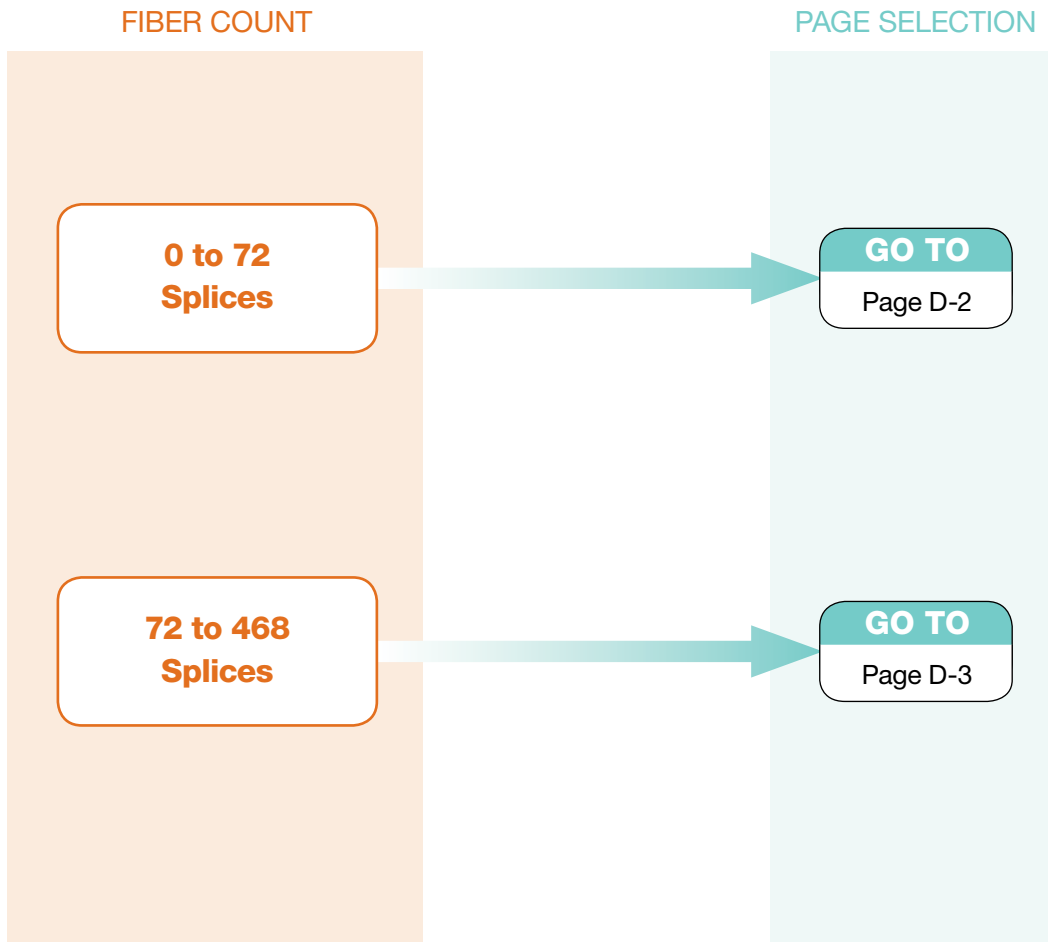 FIBER COUNT
PAGE SELECTION
0 to 72
Splices
GO TO
Page D-2
72 to 468
Splices
GO TO
Page D-3